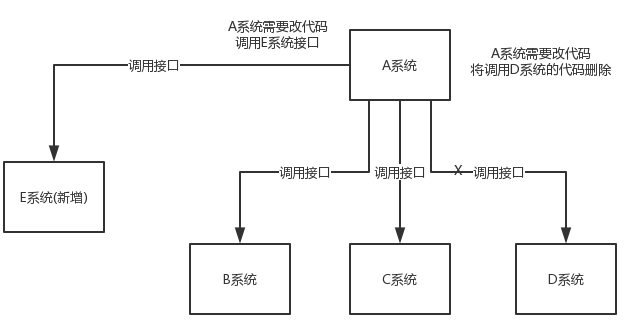 A系统需要改代码
调用E系统接口
A系统
A系统需要改代码
将调用D系统的代码删除
调用接口
调用接口
调用接口
X
调用接口
E系统(新增)
B系统
C系统
D系统